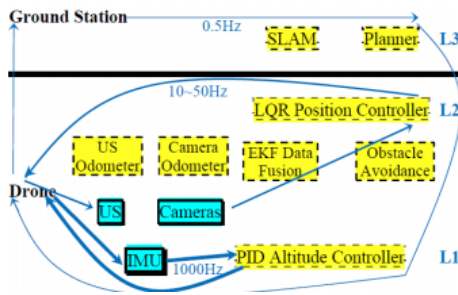 Ground Station
0.5Hz
SLAM
Planner
L3
10~50Hz
LQR Position Controller
L2
US
Odometer
Camera
Odometer
EKF Data
Fusion
Obstacle
Avoidance
Drone
US
Cameras
IMU
1000Hz
PID Altitude Controller
L1